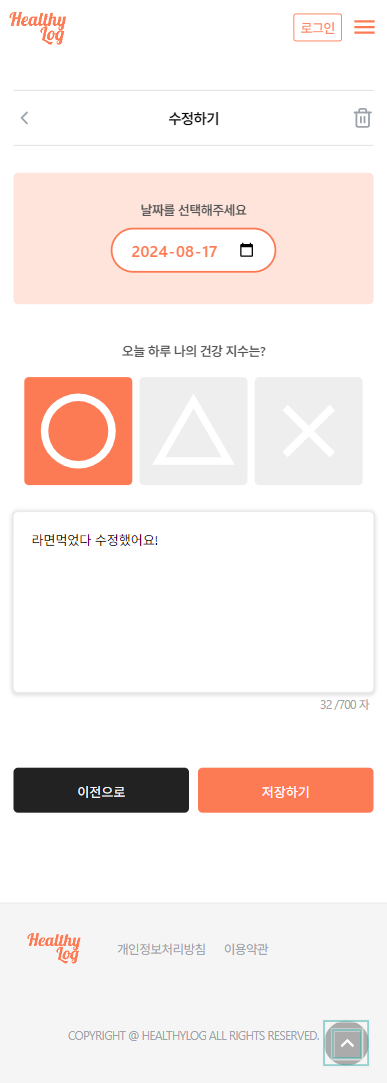 Healthy
Log
로그인
수정하기
날짜를 선택해주세요
2024-08-17
오늘 하루 나의 건강 지수는?
라면먹었다 수정했어요!
32 /700 자
이전으로
저장하기
Healthy
Log
개인정보처리방침 이용약관
COPYRIGHT @ HEALTHYLOG ALL RIGHTS RESERVED.